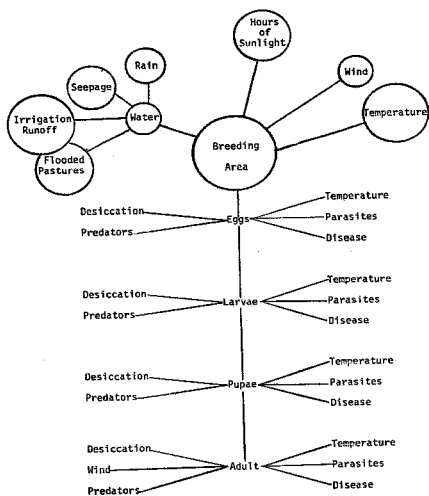 Hours
of
Sunlight
Rain
Wind
Seepage
Irrigation
Runoff
Water
Temperature
Breeding
Area
Flooded
Pastures
Desiccation
Predators
Eggs
Temperature
Parasites
Disease
Desiccation
Predators
Larvae
Temperature
Parasites
Disease
Desiccation
Predators
Pupae
Temperature
Parasites
Disease
Desiccation
Wind
Predators
Adult
Temperature
Parasites
Disease